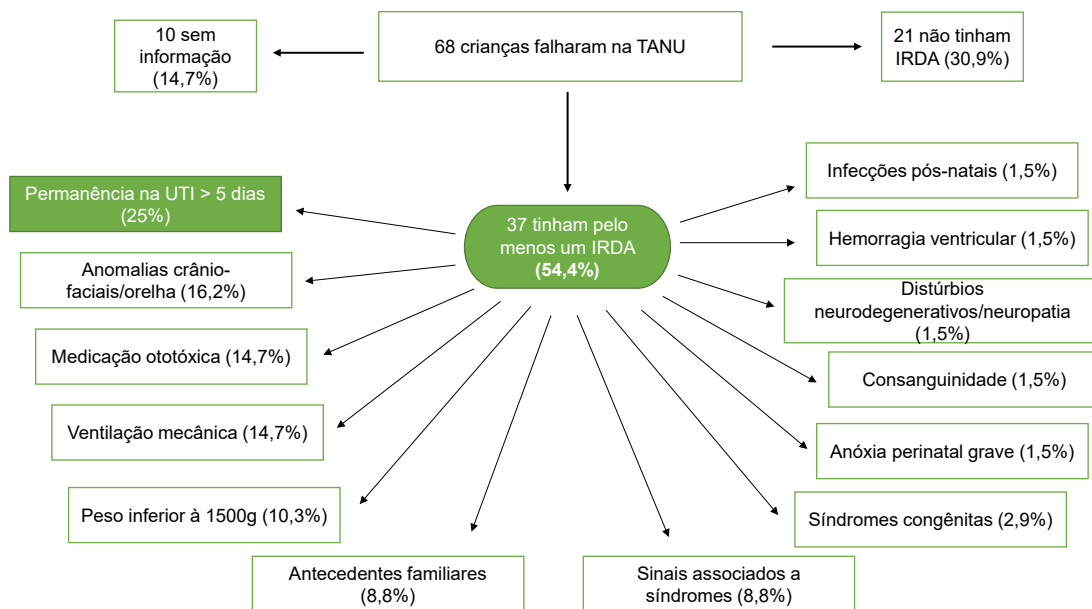 10 sem
informação
(14,7%)
68 crianças falharam na TANU
21 não tinham
IRDA (30,9%)
Permanência na UTI > 5 dias
(25%)
Anomalias crânio-
faciais/orelha (16,2%)
Medicação ototóxica (14,7%)
Ventilação mecânica (14,7%)
Peso inferior à 1500g (10,3%)
Antecedentes familiares
(8,8%)
37 tinham pelo
menos um IRDA
(54,4%)
Sinais associados a
síndromes (8,8%)
Infecções pós-natais (1,5%)
Hemorragia ventricular (1,5%)
Distúrbios
neurodegenerativos/neuropatia
(1,5%)
Consanguinidade (1,5%)
Anóxia perinatal grave (1,5%)
Síndromes congênitas (2,9%)